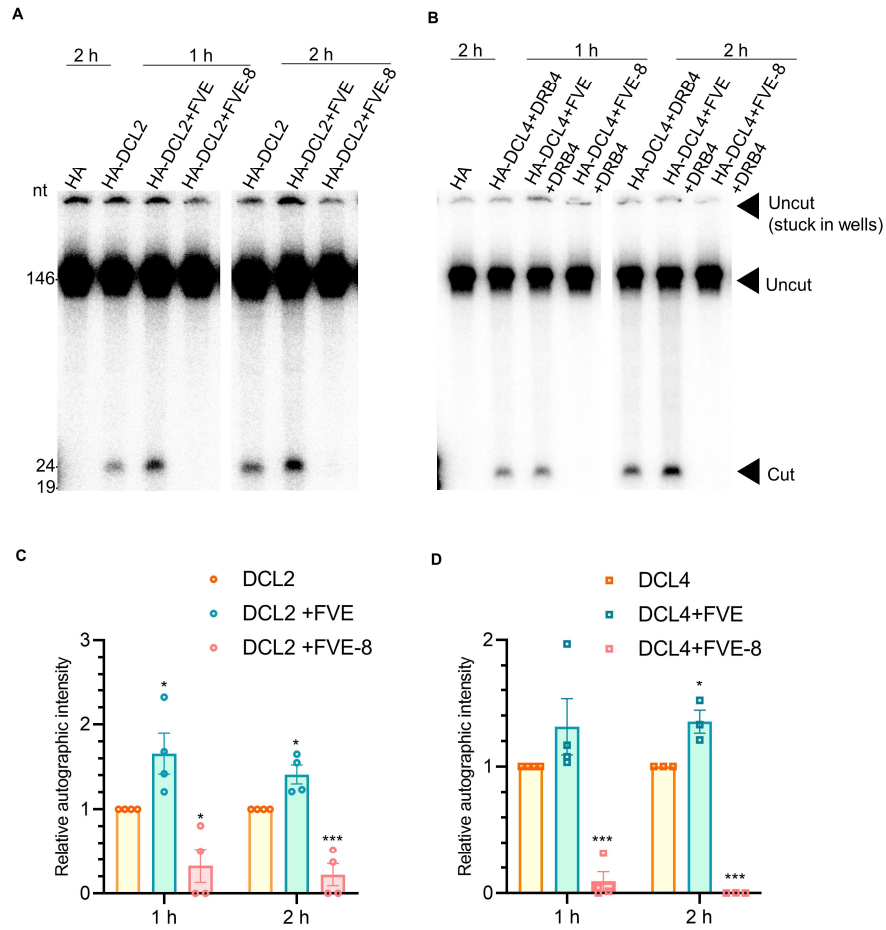 A
2 h
1 h
2 h
HA
HA-DCL2
HA-DCL2+FVE
HA-DCL2+FVE-8
HA-DCL2
HA-DCL2+FVE
HA-DCL2+FVE-8
nt
146
24
19
B
2 h
1 h
2 h
HA
HA-DCL4+DRB4
HA-DCL4+FVE
+DRB4
HA-DCL4+FVE-8
+DRB4
HA-DCL4+DRB4
HA-DCL4+FVE
+DRB4
HA-DCL4+FVE-8
+DRB4
Uncut
(stuck in wells)
Uncut
Cut
C
DCL2
DCL2 +FVE
DCL2 +FVE-8
Relative autographic intensity
3
2
1
0
*
*
*
***
1 h
2 h
D
DCL4
DCL4+FVE
DCL4+FVE-8
Relative autographic intensity
2
1
0
***
*
***
1 h
2 h